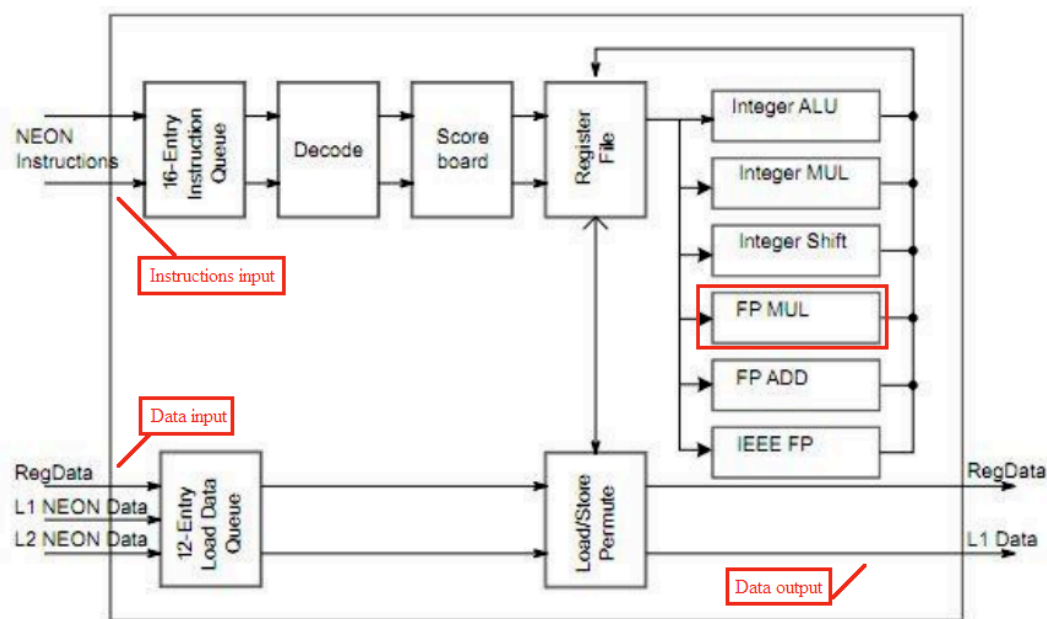 NEON
Instructions
16-Entry
Instruction
Queue
Decode
Score
board
Register
File
Integer ALU
Integer MUL
Integer Shift
FP MUL
FP ADD
IEEE FP
Instructions input
Data input
RegData
L1 NEON Data
L2 NEON Data
12-Entry
Load Data
Queue
Load/Store
Permute
RegData
L1 Data
Data output